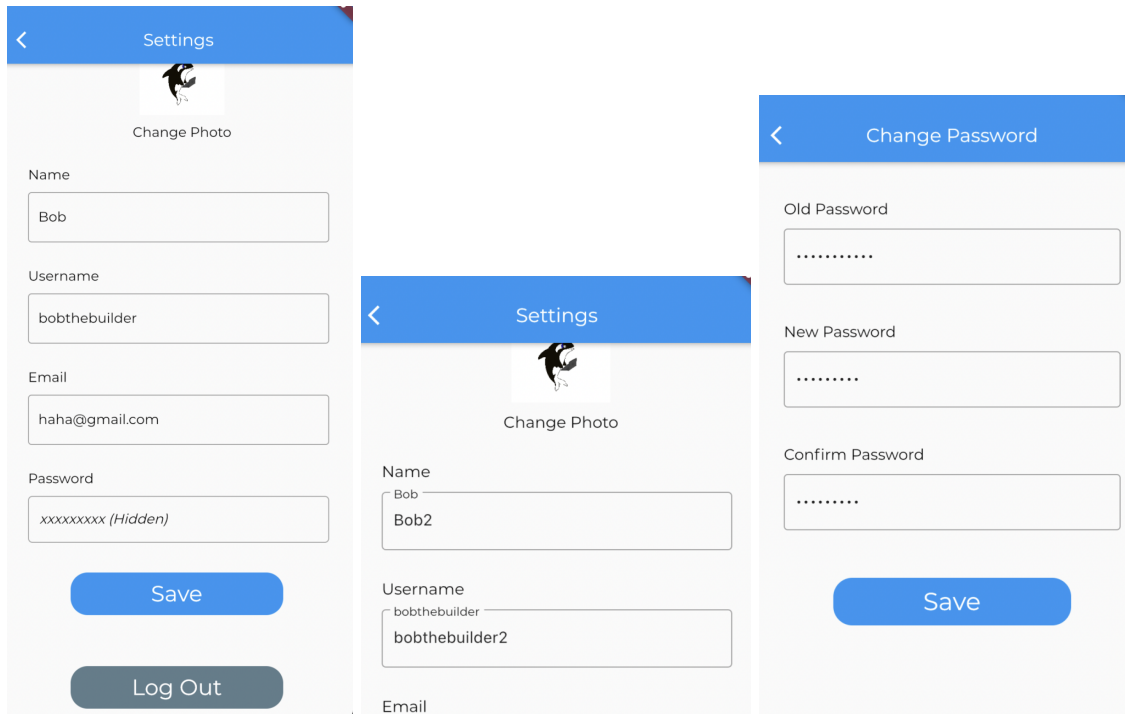 Settings
Change Photo
Name
Bob
Username
bobthebuilder
Email
haha@gmail.com
Password
xxxxxxxxx (Hidden)
Save
Log Out
Settings
Change Photo
Name
Bob
Bob2
Username
bobthebuilder
bobthebuilder2
Email
Change Password
Old Password
•••••••••••
New Password
•••••••••
Confirm Password
•••••••••
Save